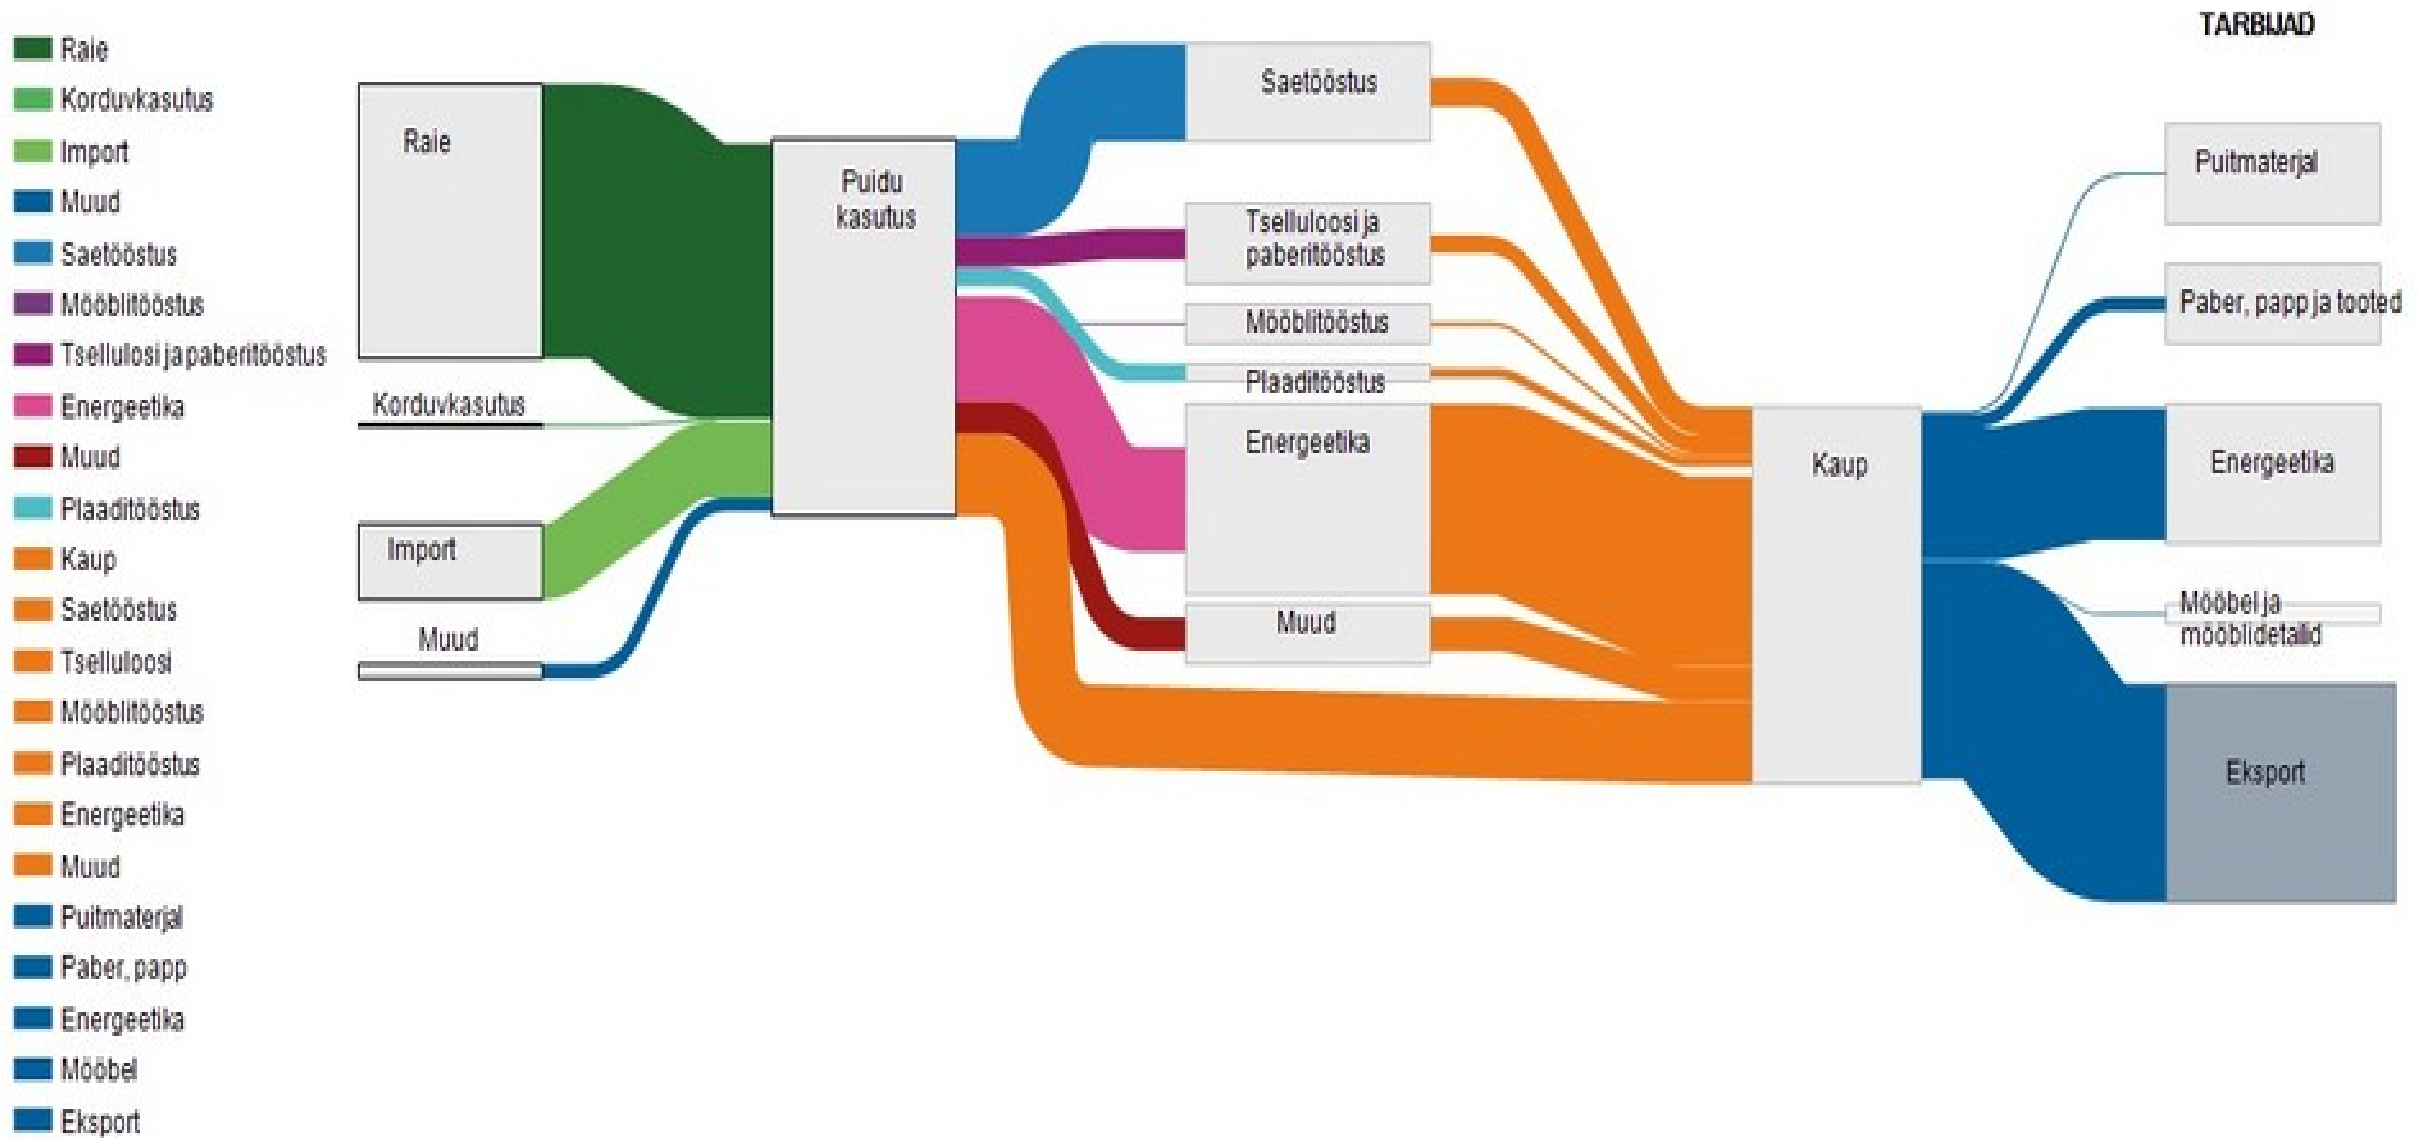 TARBIJAD
Raie
Korduvkasutus
Import
Muud
Saetööstus
Mööblitööstus
Tsellulosi ja paberitööstus
Energeetika
Muud
Plaaditööstus
Kaup
Saetööstus
Tselluloosi
Mööblitööstus
Plaaditööstus
Energeetika
Muud
Puitmaterjal
Paber, papp
Energeetika
Mööbel
Eksport
Raie
Korduvkasutus
Import
Muud
Puidu
kasutus
Saetööstus
Tselluloosi ja
paberitööstus
Mööblitööstus
Plaaditööstus
Energeetika
Muud
Kaup
Puitmaterjal
Paber, papp ja tooted
Energeetika
Mööbel ja
mööblidetailid
Eksport